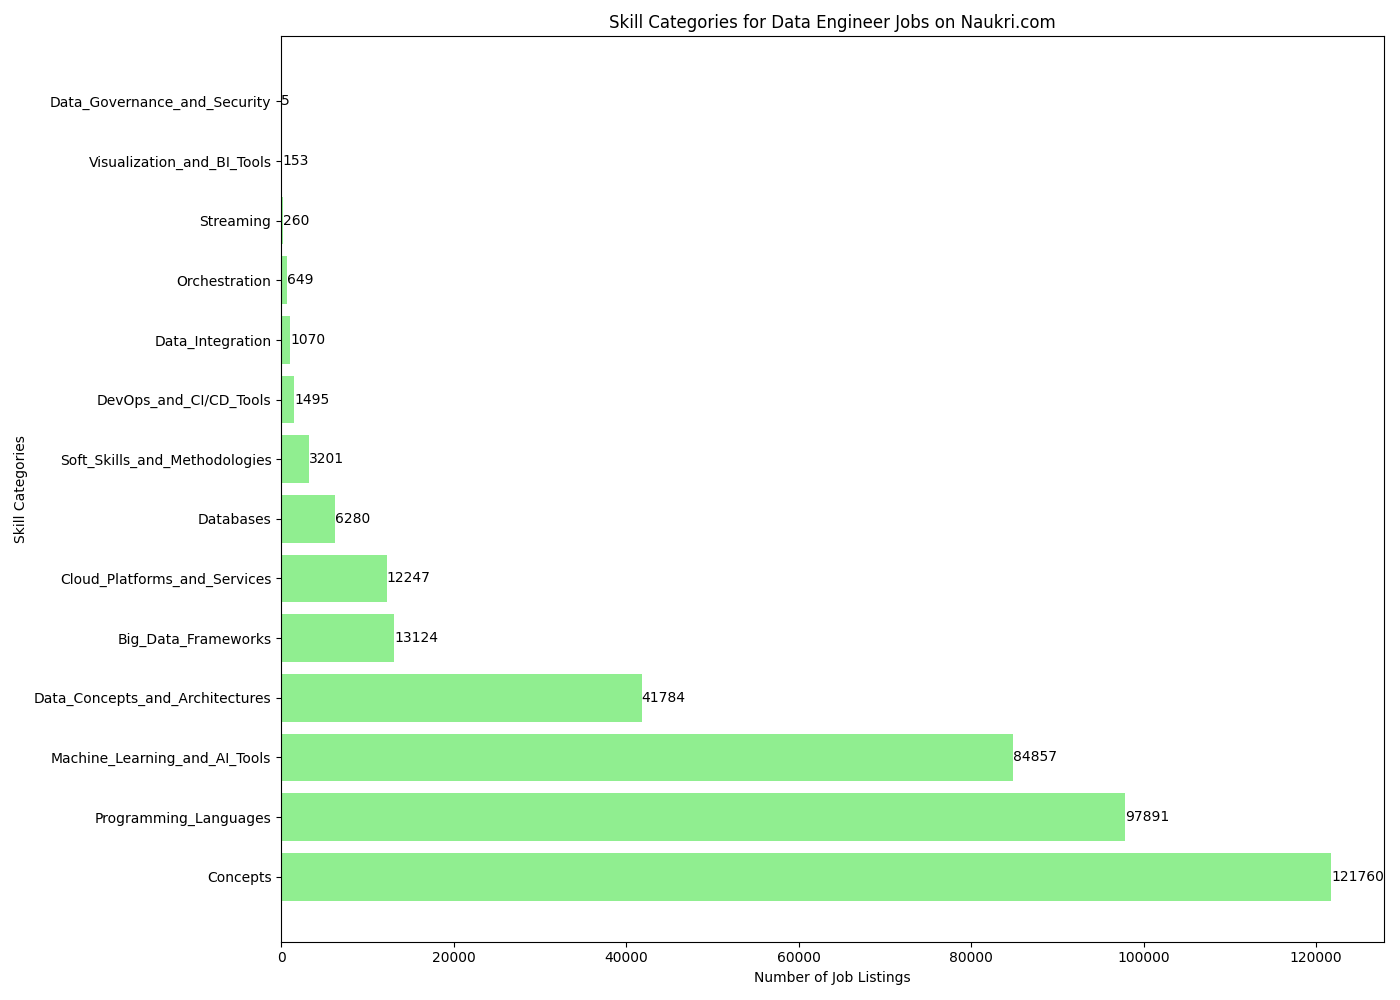 Skill Categories for Data Engineer Jobs on Naukri.com
Data_Governance_and_Security 5
Visualization_and_BI_Tools 153
Streaming 260
Orchestration 649
Data_Integration 1070
DevOps_and_CI/CD_Tools 1495
Soft_Skills_and_Methodologies 3201
Databases 6280
Cloud_Platforms_and_Services 12247
Big_Data_Frameworks 13124
Data_Concepts_and_Architectures 41784
Machine_Learning_and_AI_Tools 84857
Programming_Languages 97891
Concepts 121760
Skill Categories
0 20000 40000 60000 80000 100000 120000
Number of Job Listings